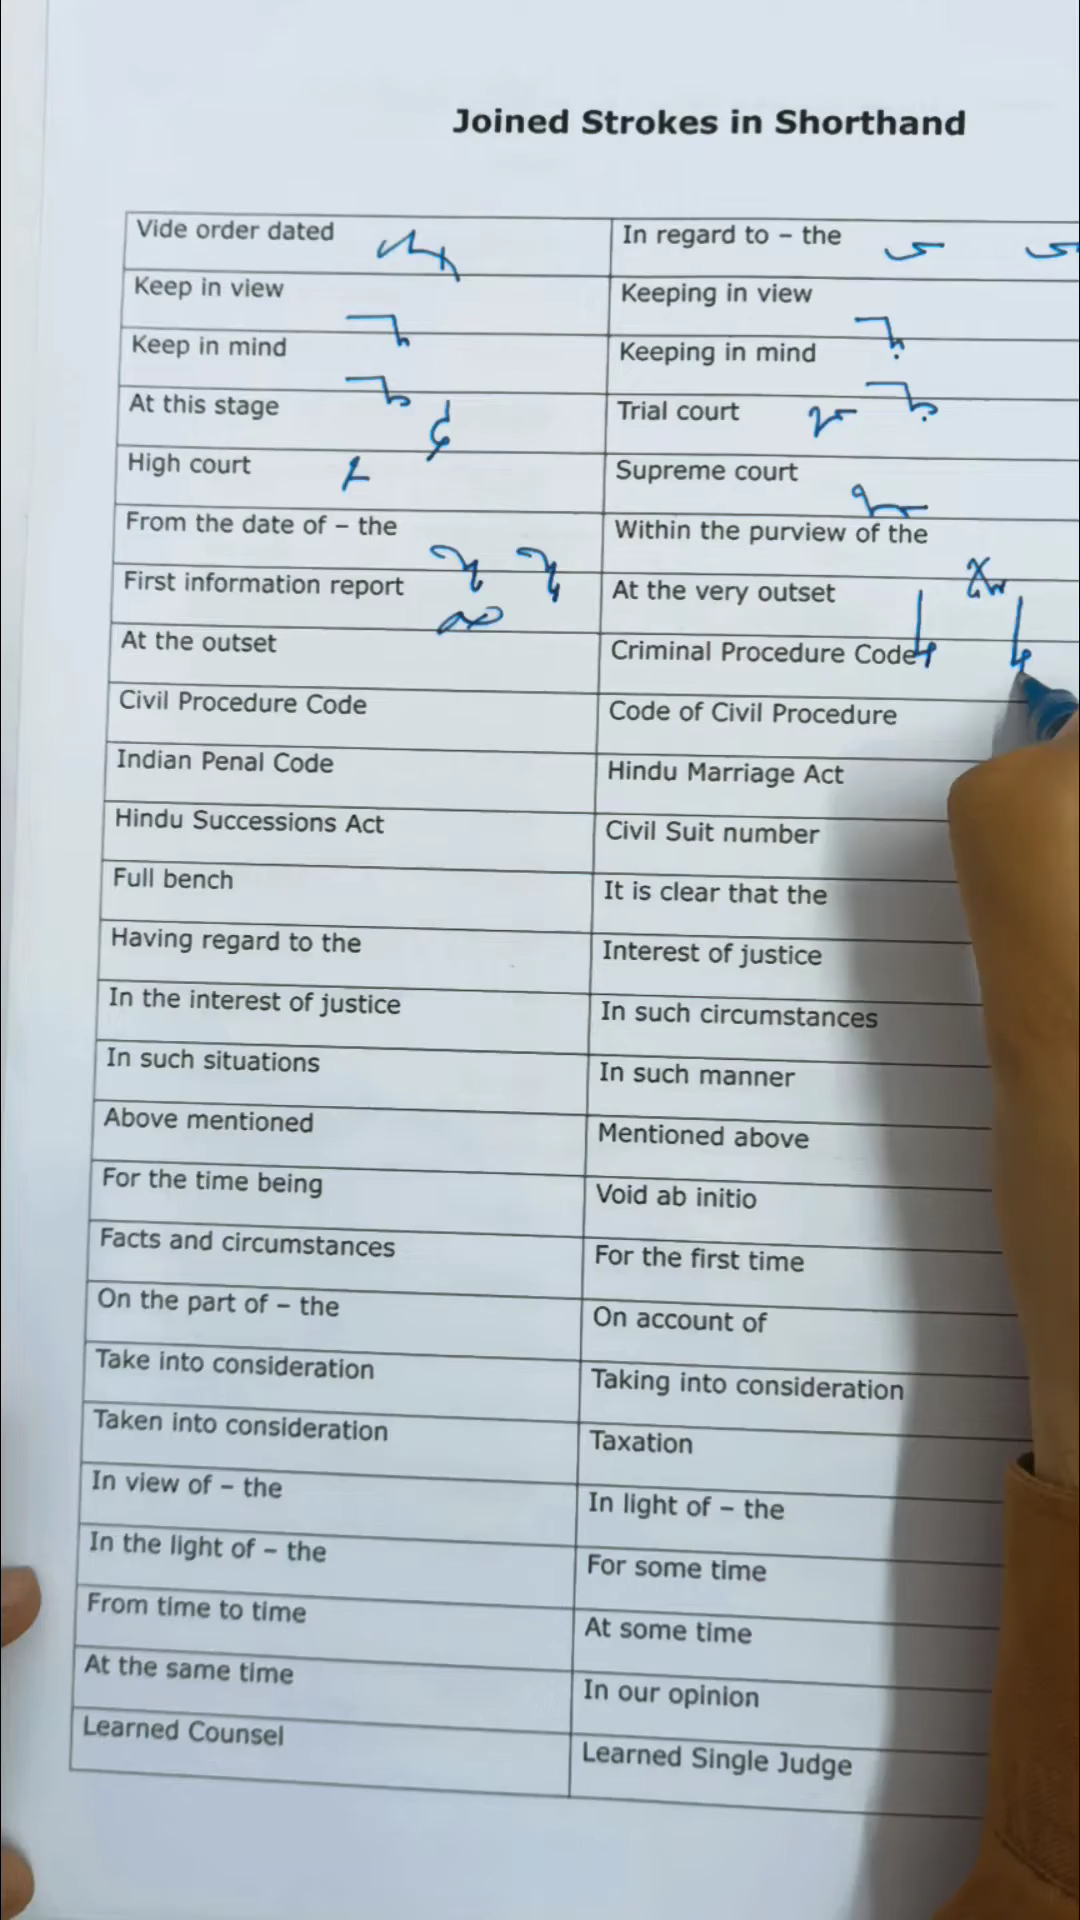 Joined Strokes in Shorthand
Vide order dated
In regard to – the
Keep in view
Keeping in view
Keep in mind
Keeping in mind
At this stage
Trial court
High court
Supreme court
From the date of – the
Within the purview of the
First information report
At the very outset
At the outset
Criminal Procedure Code
Civil Procedure Code
Code of Civil Procedure
Indian Penal Code
Hindu Marriage Act
Hindu Successions Act
Civil Suit number
Full bench
It is clear that the
Having regard to the
Interest of justice
In the interest of justice
In such circumstances
In such situations
In such manner
Above mentioned
Mentioned above
For the time being
Void ab initio
Facts and circumstances
For the first time
On the part of – the
On account of
Take into consideration
Taking into consideration
Taken into consideration
Taxation
In view of – the
In light of – the
In the light of – the
For some time
From time to time
At some time
At the same time
In our opinion
Learned Counsel
Learned Single Judge